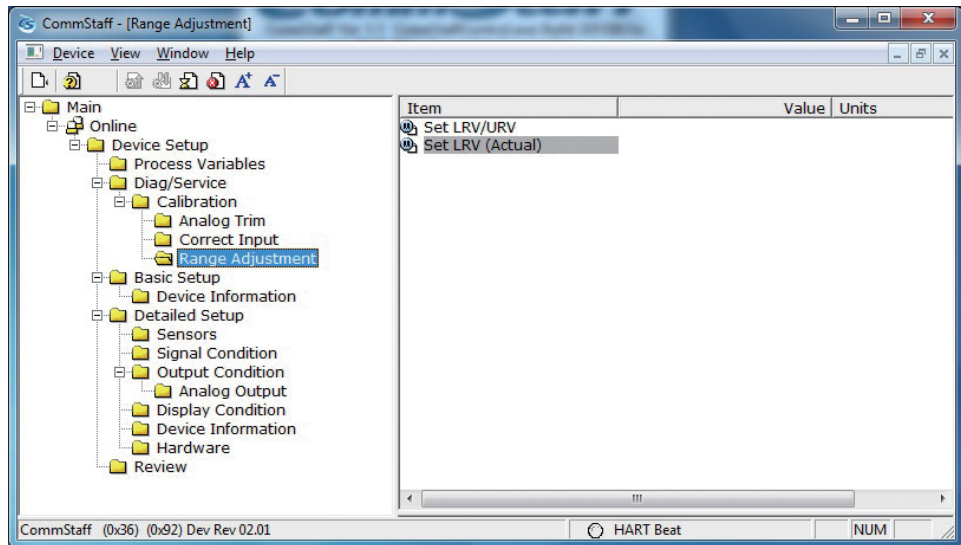 CommStaff - [Range Adjustment]
Device View Window Help
Main
Online
Device Setup
Process Variables
Diag/Service
Calibration
Analog Trim
Correct Input
Range Adjustment
Basic Setup
Device Information
Detailed Setup
Sensors
Signal Condition
Output Condition
Analog Output
Display Condition
Device Information
Hardware
Review
Item Value Units
Set LRV/URV
Set LRV (Actual)
CommStaff (0x36) (0x92) Dev Rev 02.01 HART Beat NUM